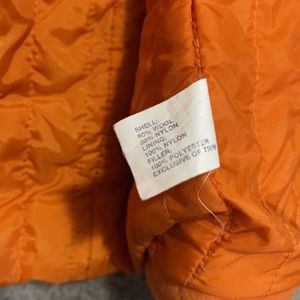 SHELL:
80% WOOL
20% NYLON
LINING:
100% NYLON
FILLER:
100% POLYESTER
EXCLUSIVE OF TRIM